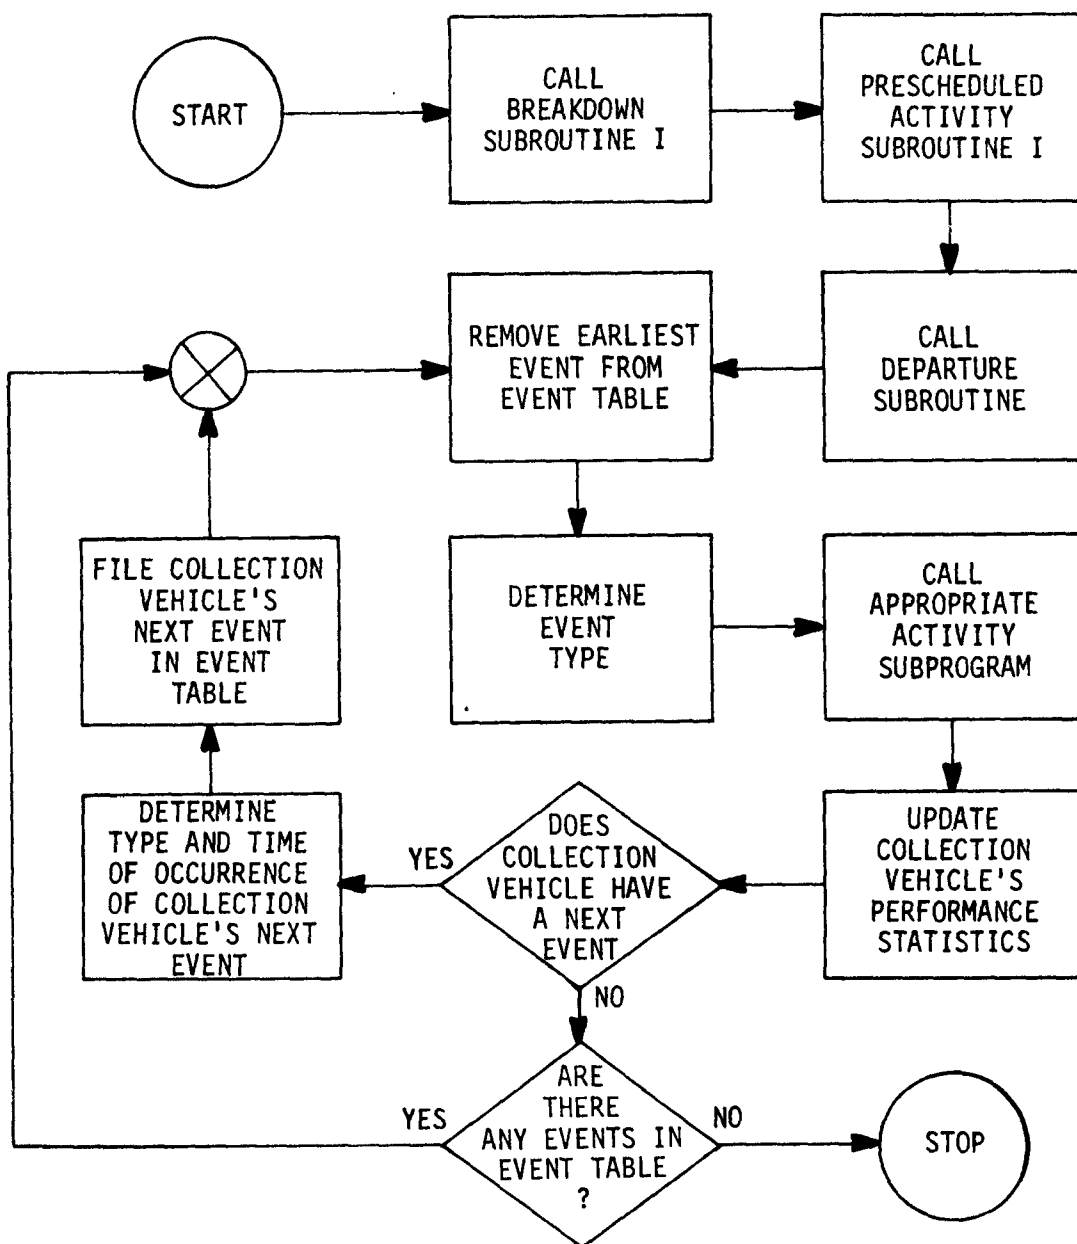 START
CALL
BREAKDOWN
SUBROUTINE I
CALL
PRESCHEDULED
ACTIVITY
SUBROUTINE I
REMOVE EARLIEST
EVENT FROM
EVENT TABLE
CALL
DEPARTURE
SUBROUTINE
FILE COLLECTION
VEHICLE'S
NEXT EVENT
IN EVENT
TABLE
DETERMINE
EVENT
TYPE
CALL
APPROPRIATE
ACTIVITY
SUBPROGRAM
DETERMINE
TYPE AND TIME
OF OCCURRENCE
OF COLLECTION
VEHICLE'S NEXT
EVENT
YES
DOES
COLLECTION
VEHICLE HAVE
A NEXT
EVENT
UPDATE
COLLECTION
VEHICLE'S
PERFORMANCE
STATISTICS
NO
YES
ARE
THERE
ANY EVENTS IN
EVENT TABLE
?
NO
STOP